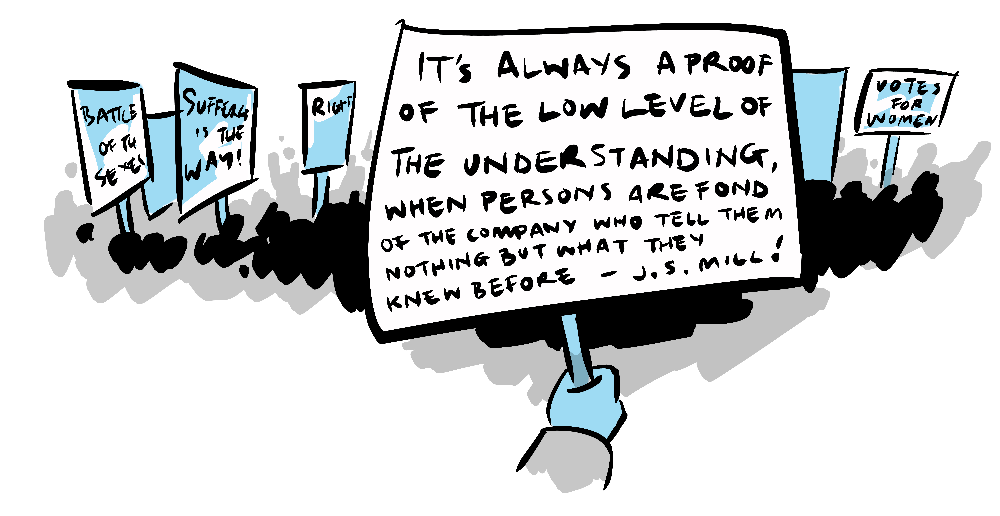 BATTLE
OF TH
SEXES
SUFFERG
IS THE
WAY!
RIGHT
IT'S ALWAYS A PROOF
OF THE LOW LEVEL OF
THE UNDERSTANDING,
WHEN PERSONS ARE FOND
OF THE COMPANY WHO TELL THEM
NOTHING BUT WHAT THEY
KNEW BEFORE - J.S. MILL!
VOTES
FOR
WOMEN